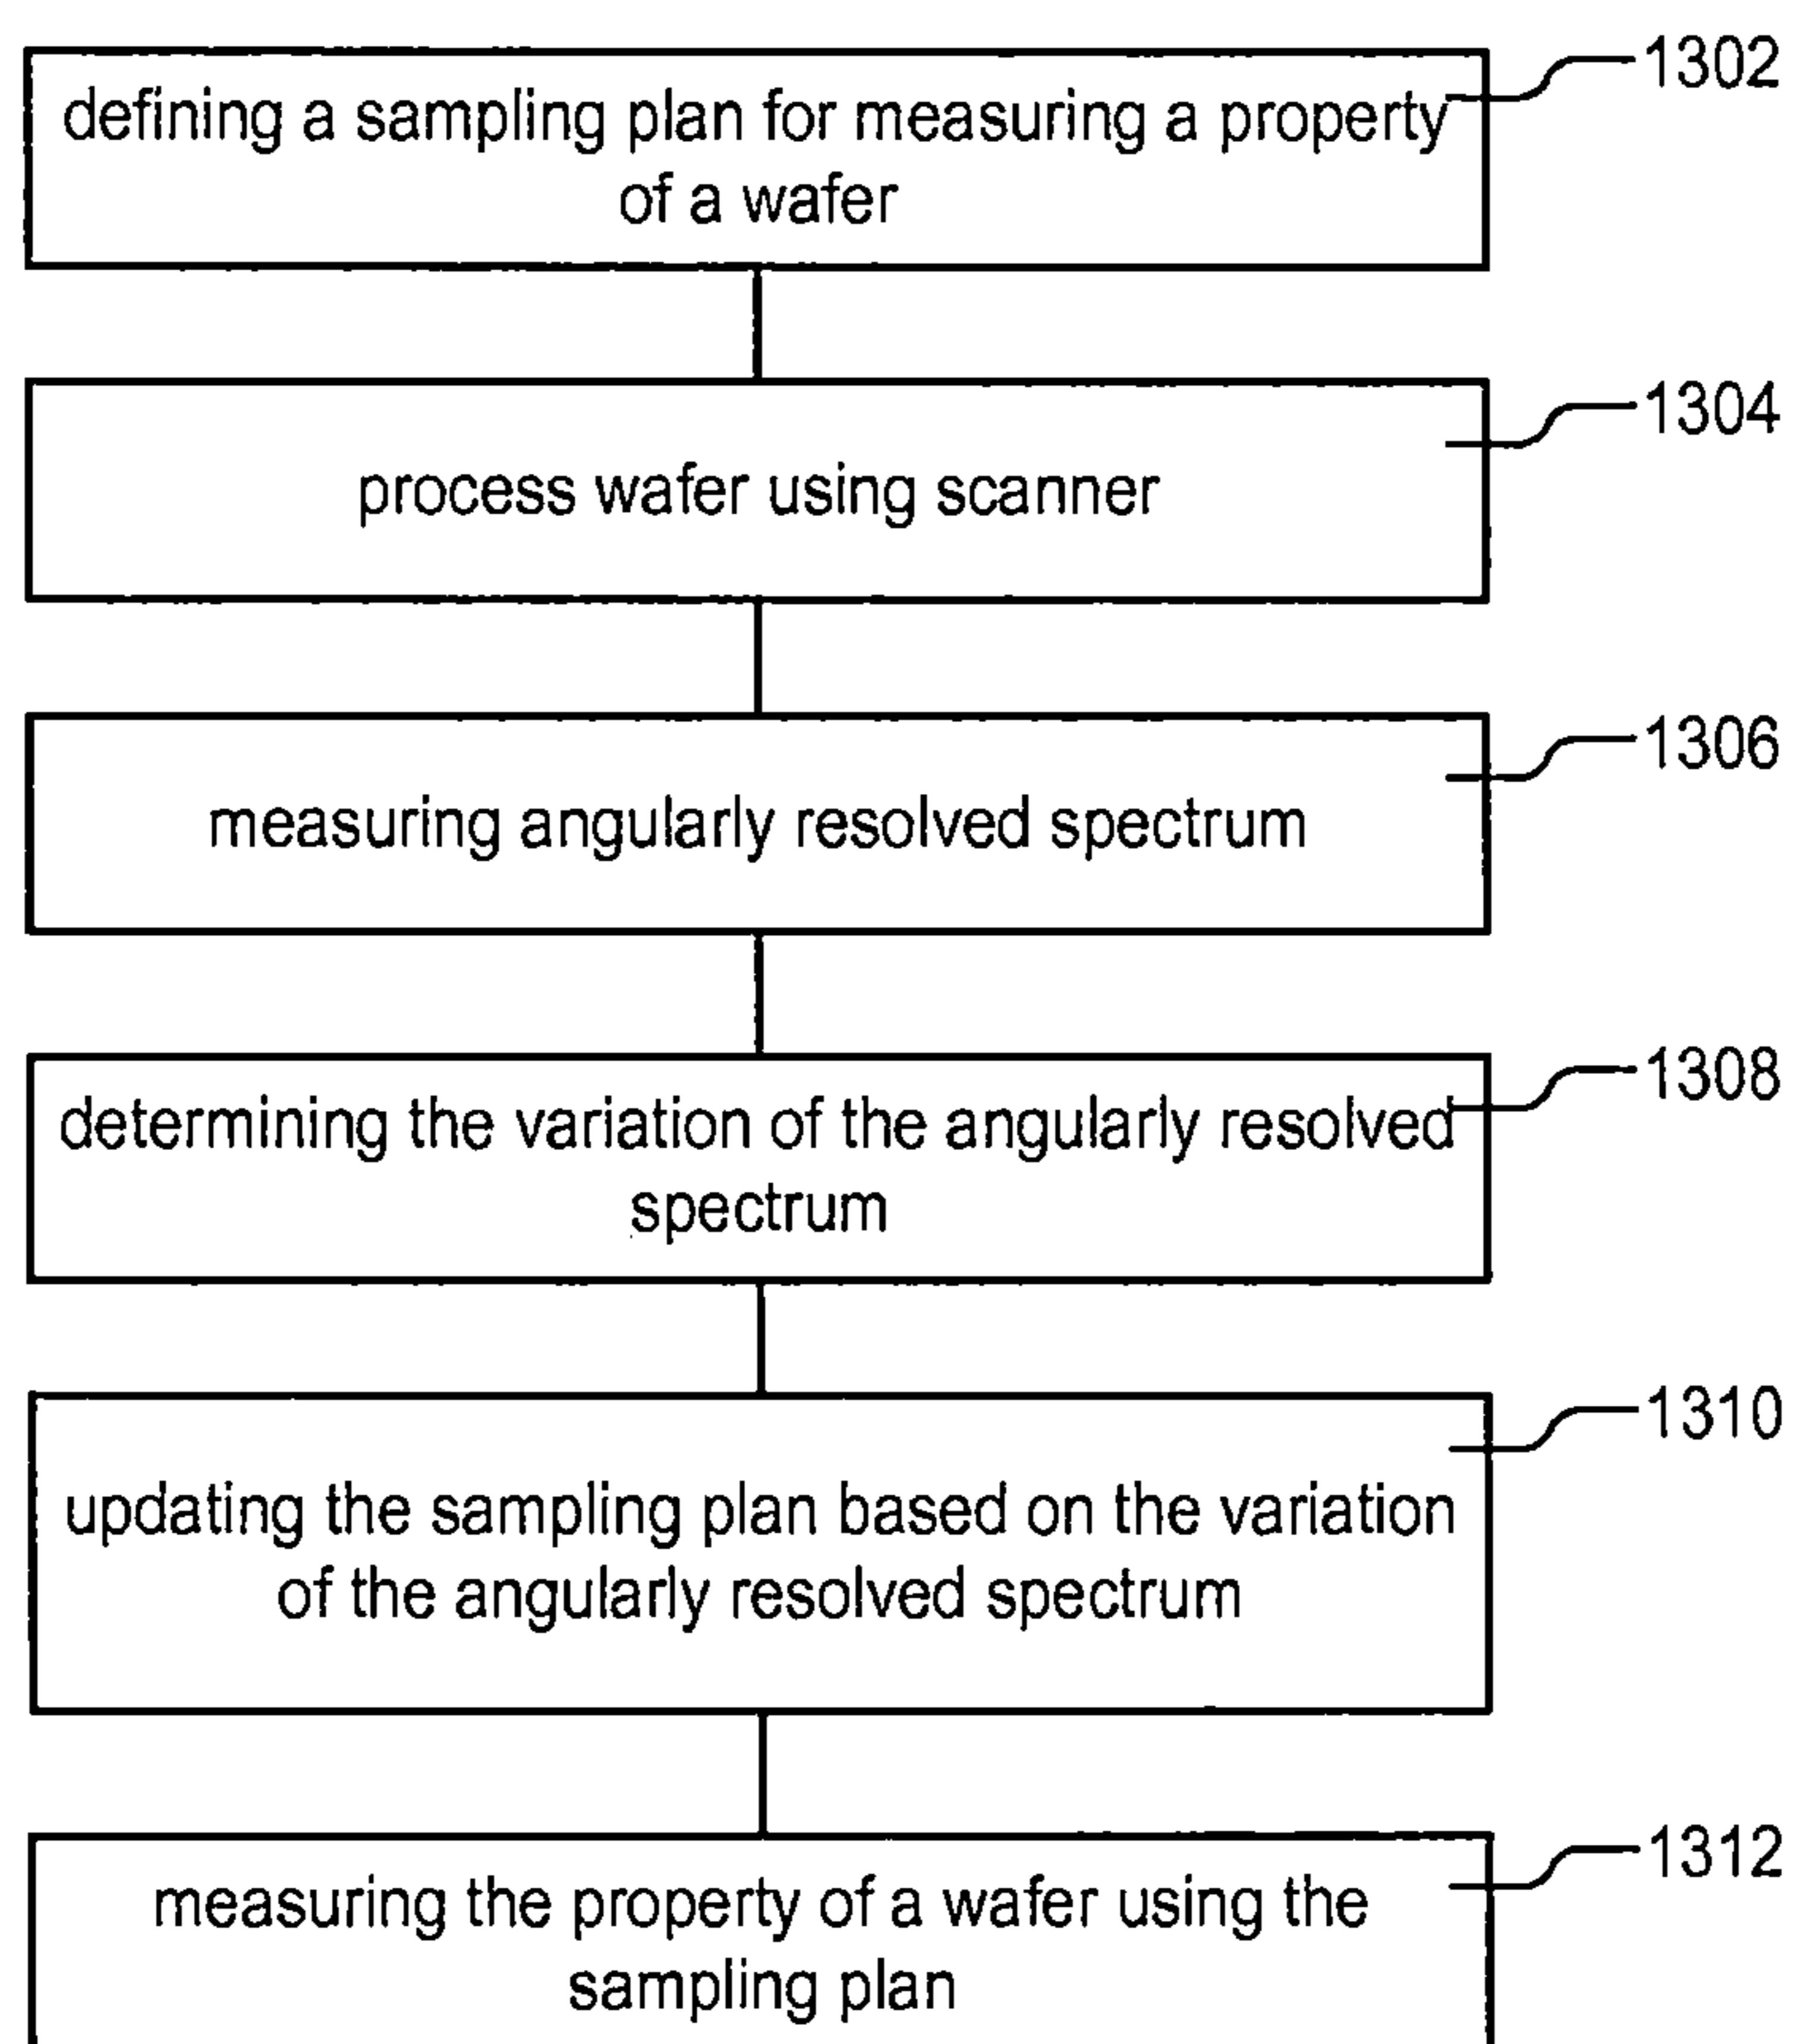 1302
defining a sampling plan for measuring a property
of a wafer
1304
process wafer using scanner
1306
measuring angularly resolved spectrum
1308
determining the variation of the angularly resolved
spectrum
1310
updating the sampling plan based on the variation
of the angularly resolved spectrum
1312
measuring the property of a wafer using the
sampling plan